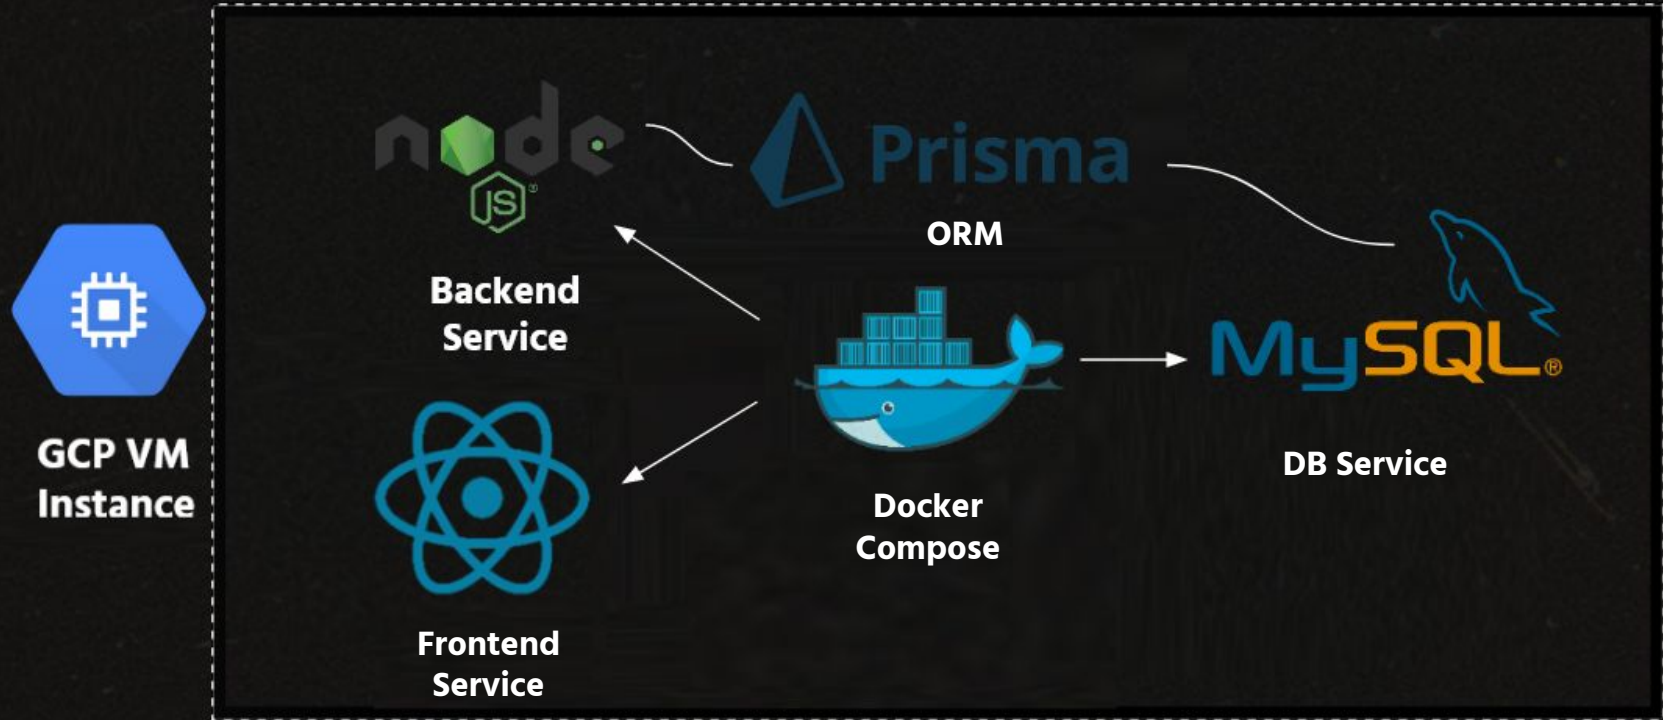 node
JS®
Prisma
ORM
Backend
Service
MySQL®
GCP VM
Instance
DB Service
Docker
Compose
Frontend
Service